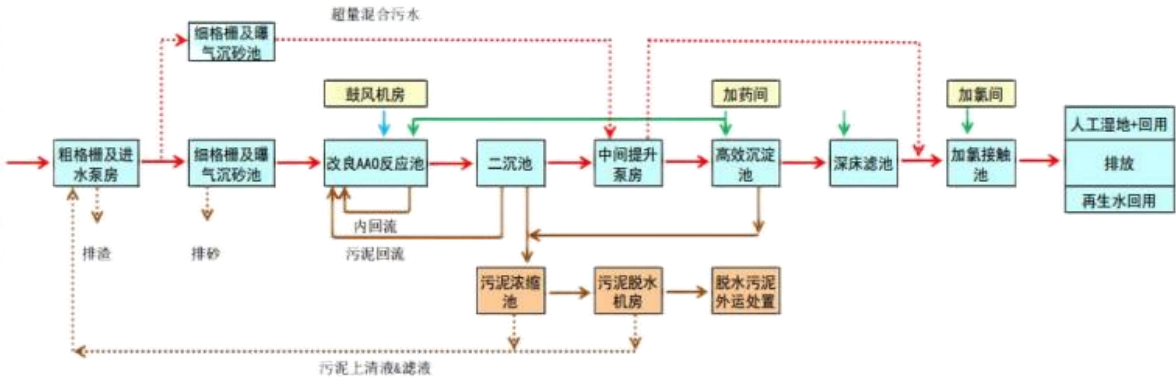 超量混合污水
细格栅及曝
气沉砂池
鼓风机房
加药间
加氯间
粗格栅及进
水泵房
细格栅及曝
气沉砂池
改良AAO反应池
二沉池
中间提升
泵房
高效沉淀
池
深床滤池
加氯接触
池
人工湿地+回用
排放
再生水回用
内回流
污泥回流
排渣
排砂
污泥浓缩
池
污泥脱水
机房
脱水污泥
外运处置
污泥上清液&滤液